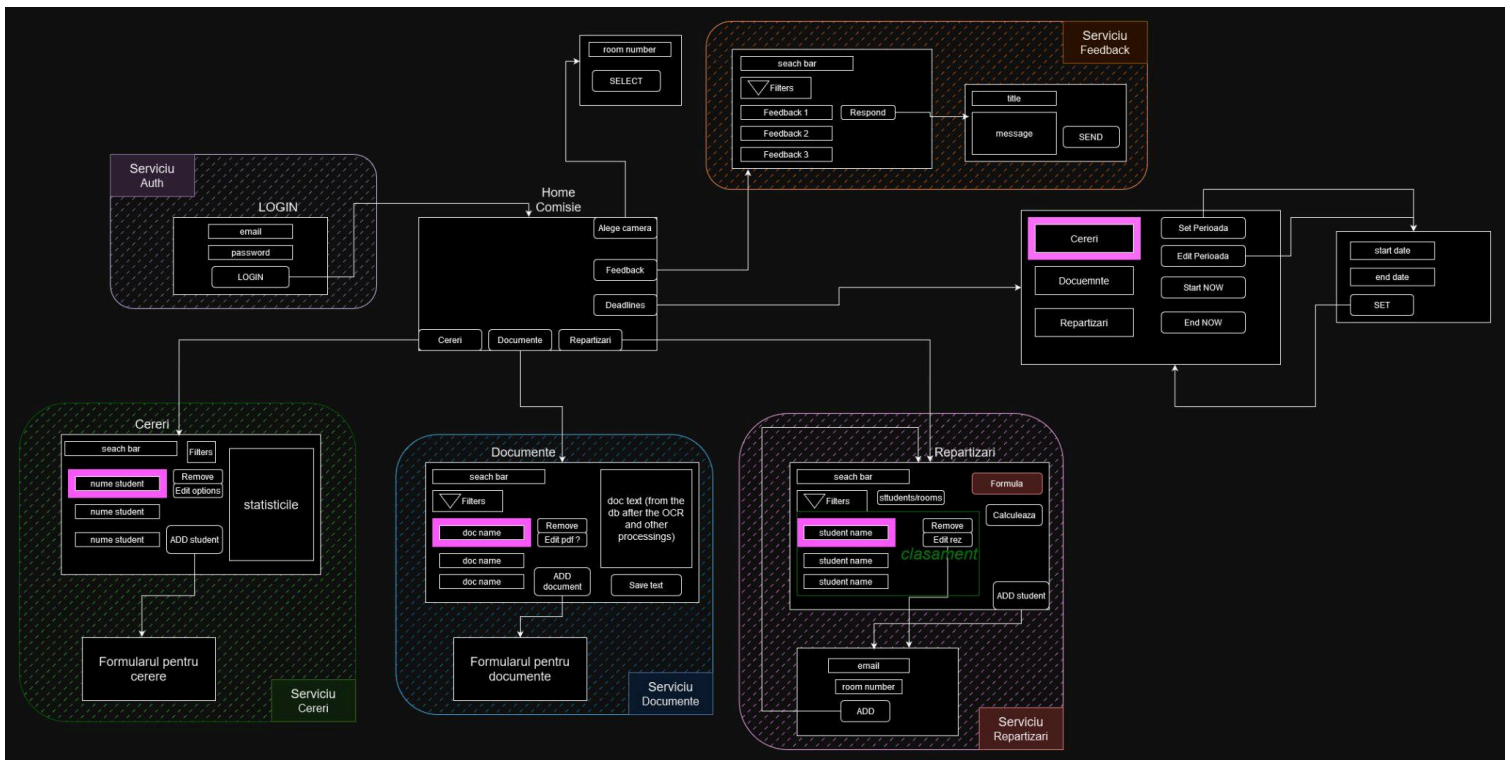 room number
SELECT
Serviciu
Feedback
seach bar
Filters
Feedback 1
Respond
Feedback 2
Feedback 3
title
message
SEND
Serviciu
Auth
LOGIN
email
password
LOGIN
Home
Comisie
Alege camera
Feedback
Deadlines
Cereri
Documente
Repartizari
Cereri
Set Perioada
Edit Perioada
Docuemnte
Start NOW
Repartizari
End NOW
start date
end date
SET
Cereri
seach bar
Filters
nume student
Remove
Edit options
nume student
nume student
ADD student
statisticile
Formularul pentru
cerere
Serviciu
Cereri
Documente
seach bar
Filters
doc name
Remove
Edit pdf ?
doc name
doc name
ADD
document
doc text (from the
db after the OCR
and other
processings)
Save text
Formularul pentru
documente
Serviciu
Documente
Repartizari
seach bar
Filters
sttudents/rooms
Formula
Calculeaza
student name
Remove
Edit rez
clasament
student name
student name
ADD student
email
room number
ADD
Serviciu
Repartizari